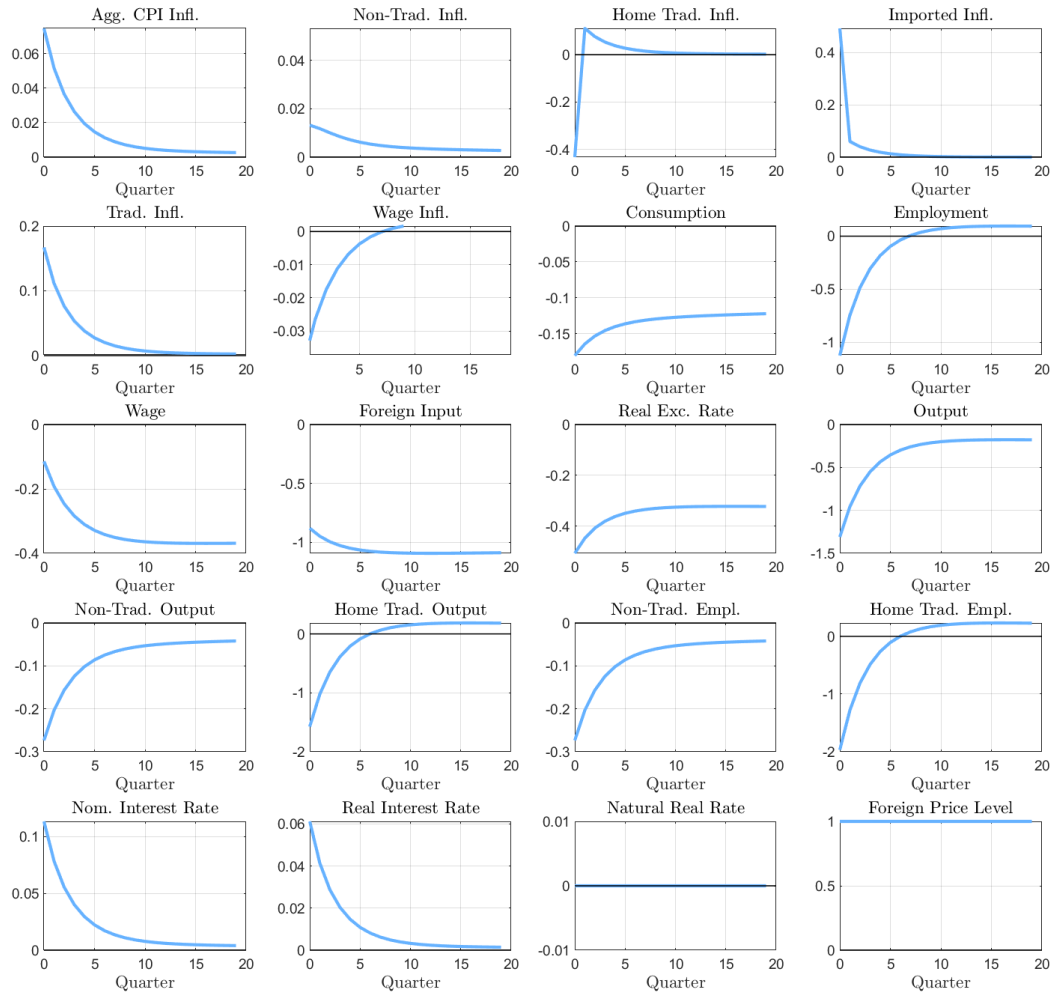 Agg. CPI Infl.
0.06
0.04
0.02
0
0 5 10 15 20
Quarter
Non-Trad. Infl.
0.04
0.02
0
0 5 10 15 20
Quarter
Home Trad. Infl.
0
-0.2
-0.4
0 5 10 15 20
Quarter
Imported Infl.
0.4
0.2
0
0 5 10 15 20
Quarter
Trad. Infl.
0.2
0.1
0
0 5 10 15 20
Quarter
Wage Infl.
0
-0.01
-0.02
-0.03
5 10 15
Quarter
Consumption
0
-0.05
-0.1
-0.15
0 5 10 15 20
Quarter
Employment
0
-0.5
-1
0 5 10 15 20
Quarter
Wage
0
-0.2
-0.4
0 5 10 15 20
Quarter
Foreign Input
0
-0.5
-1
0 5 10 15 20
Quarter
Real Exc. Rate
0
-0.2
-0.4
0 5 10 15 20
Quarter
Output
0
-0.5
-1
-1.5
0 5 10 15 20
Quarter
Non-Trad. Output
0
-0.1
-0.2
-0.3
0 5 10 15 20
Quarter
Home Trad. Output
0
-1
-2
0 5 10 15 20
Quarter
Non-Trad. Empl.
0
-0.1
-0.2
-0.3
0 5 10 15 20
Quarter
Home Trad. Empl.
0
-1
-2
0 5 10 15 20
Quarter
Nom. Interest Rate
0.1
0.05
0
0 5 10 15 20
Quarter
Real Interest Rate
0.06
0.04
0.02
0
0 5 10 15 20
Quarter
Natural Real Rate
0.01
0
-0.01
0 5 10 15 20
Quarter
Foreign Price Level
1
0.5
0
0 5 10 15 20
Quarter